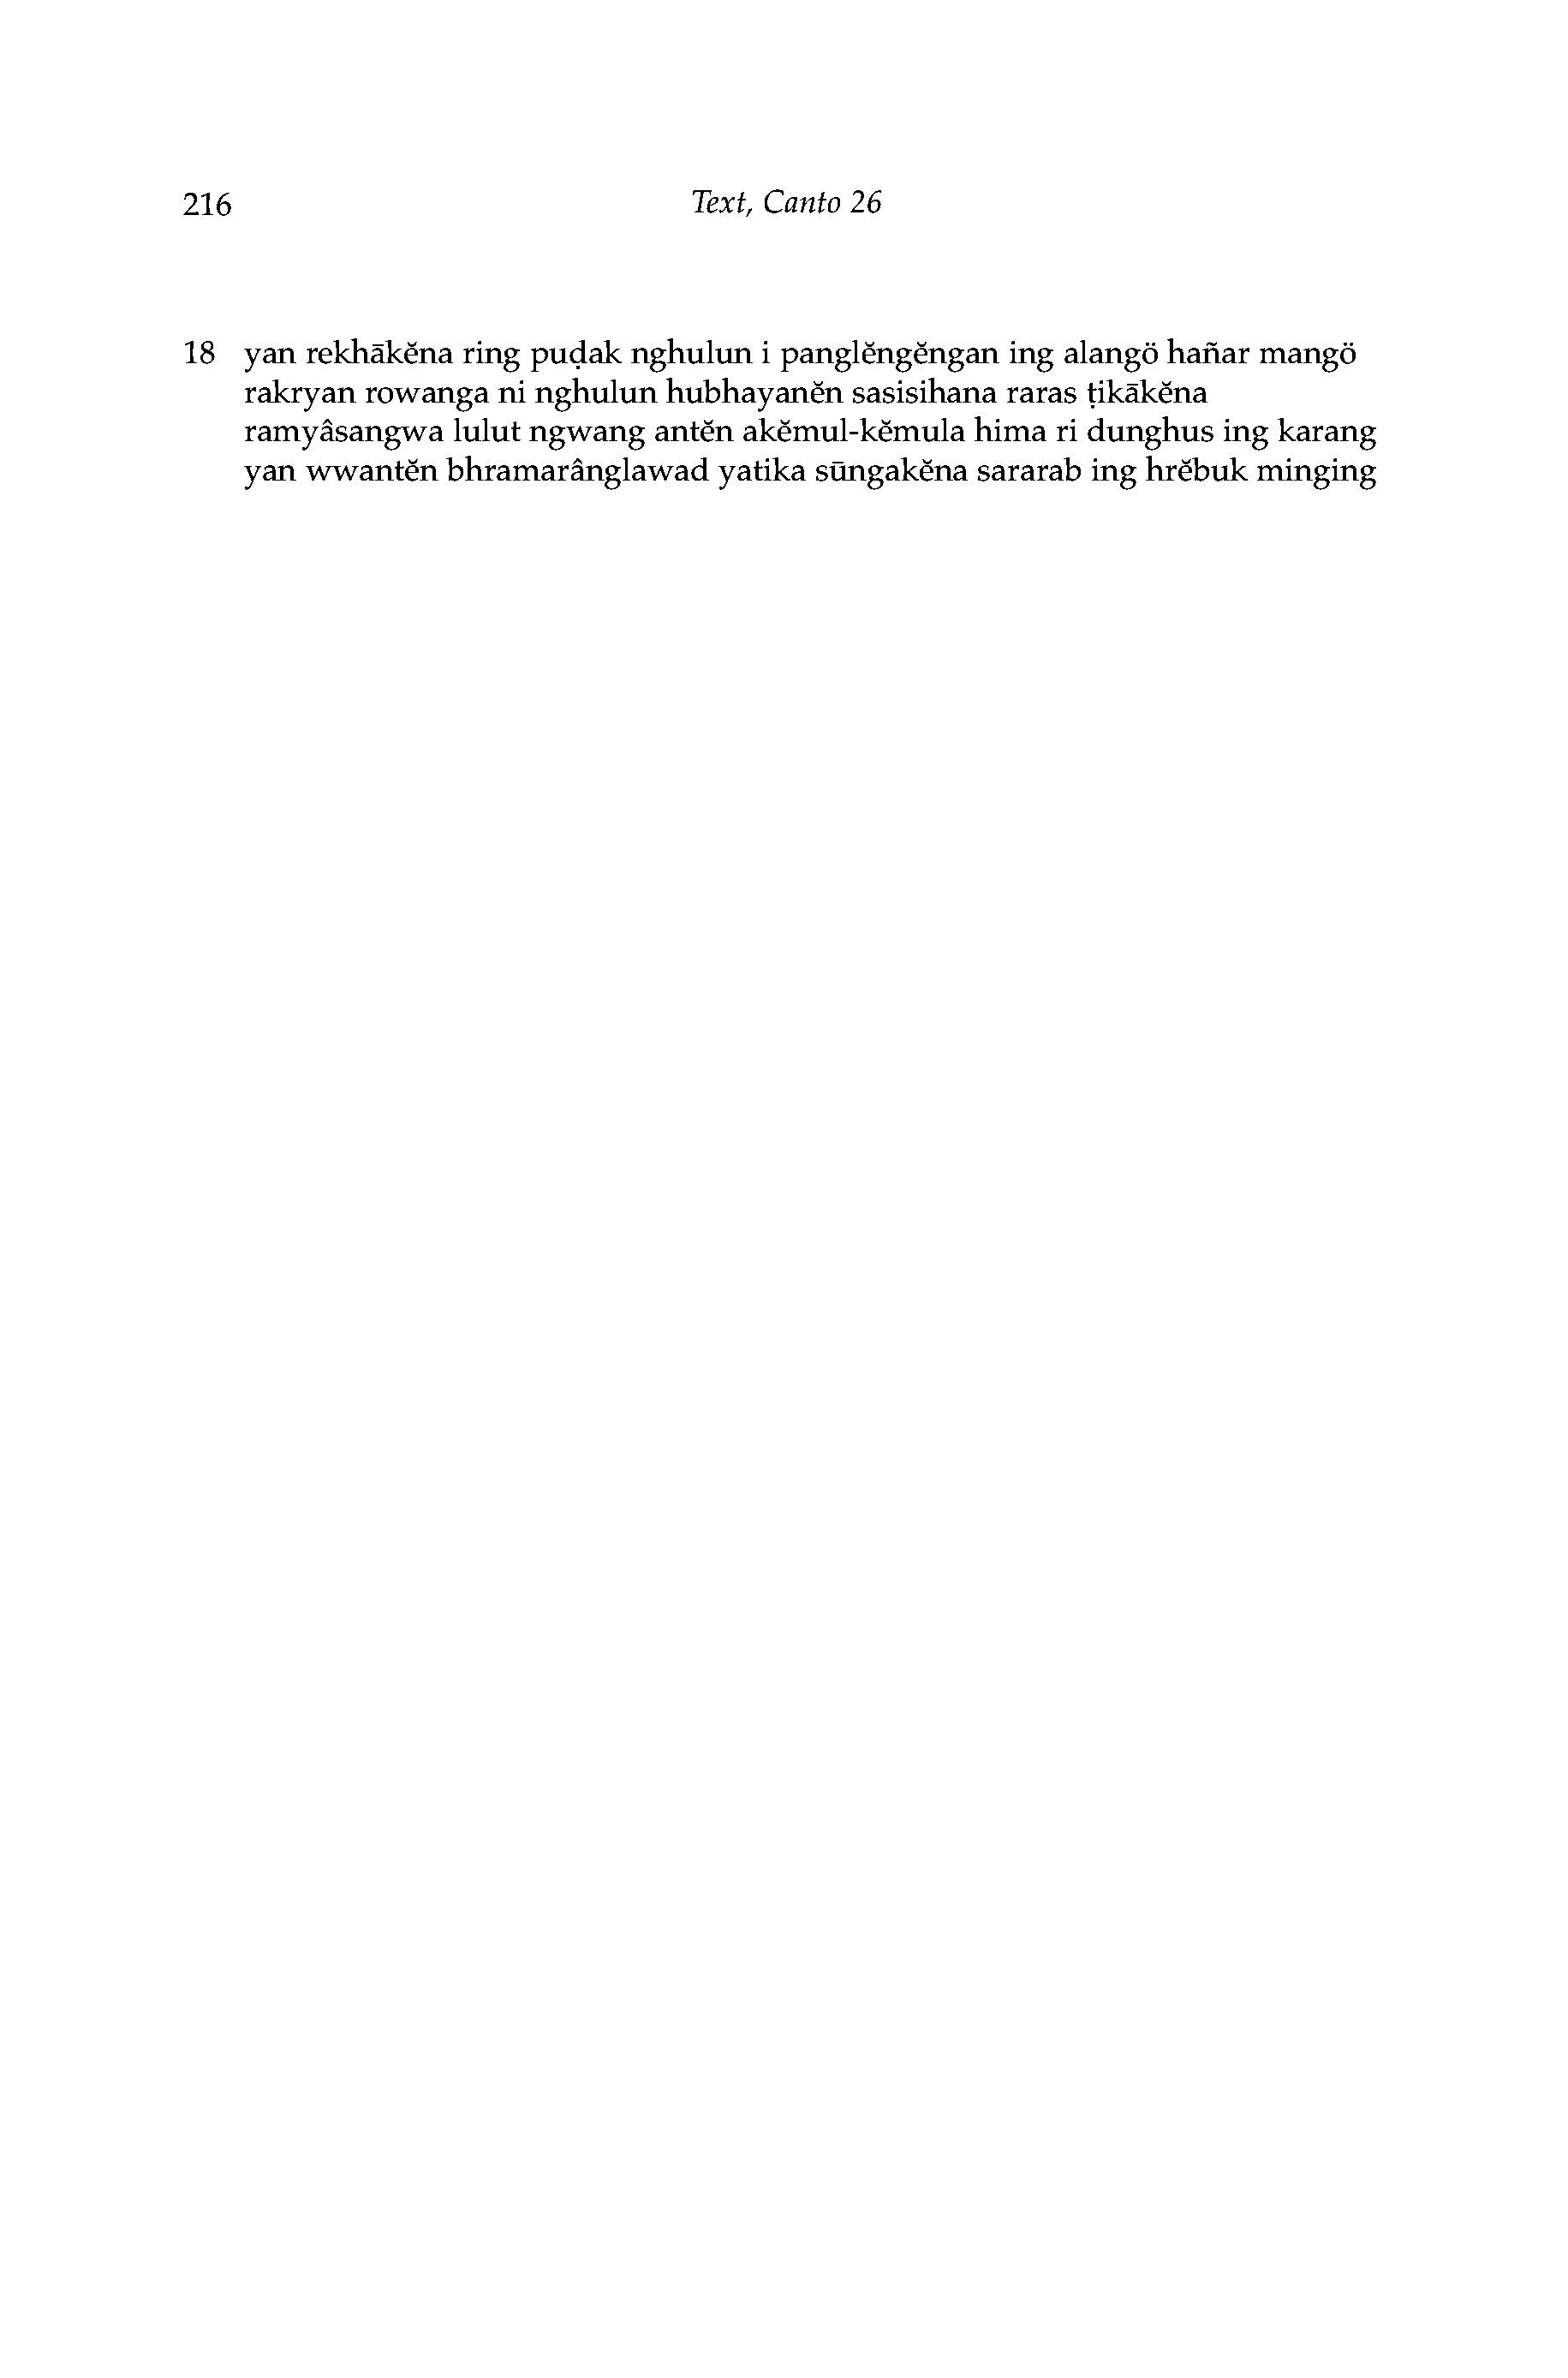 216 Text, Canto 26
18 yan rekhākĕna ring puḍak nghulun i panglĕngĕngan ing alangö hañar mangö
rakryan rowanga ni nghulun hubhayanĕn sasisihana raras ṭikākĕna
ramyâsangwa lulut ngwang antĕn akĕmul-kĕmula hima ri dunghus ing karang
yan wwantĕn bhramarânglawad yatika sūngakĕna sararab ing hrĕbuk minging